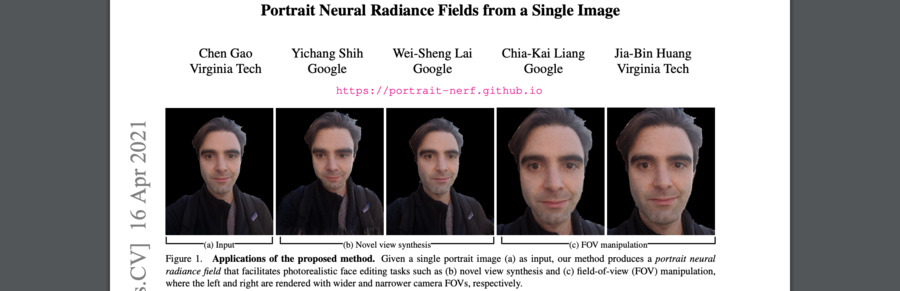 Portrait Neural Radiance Fields from a Single Image
Chen Gao Yichang Shih Wei-Sheng Lai Chia-Kai Liang Jia-Bin Huang
Virginia Tech Google Google Google Virginia Tech
https://portrait-nerf.github.io
s.CV] 16 Apr 2021
(a) Input (b) Novel view synthesis (c) FOV manipulation
Figure 1. Applications of the proposed method. Given a single portrait image (a) as input, our method produces a portrait neural
radiance field that facilitates photorealistic face editing tasks such as (b) novel view synthesis and (c) field-of-view (FOV) manipulation,
where the left and right are rendered with wider and narrower camera FOVs, respectively.